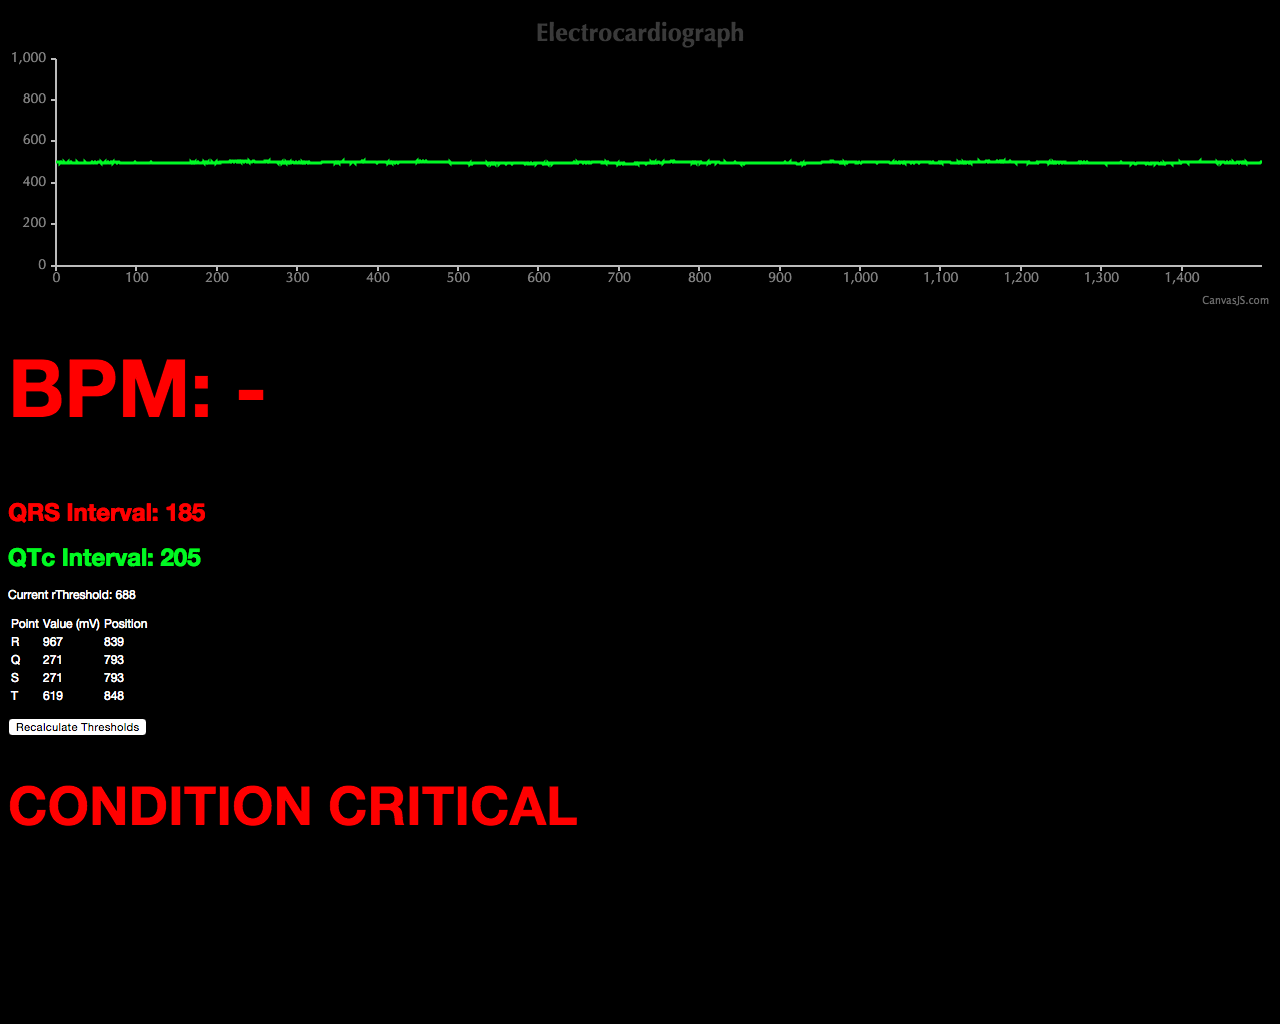 Electrocardiograph
1,000
800
600
400
200
0
0 100 200 300 400 500 600 700 800 900 1,000 1,100 1,200 1,300 1,400
CanvasJS.com
BPM: -
QRS Interval: 185
QTc Interval: 205
Current rThreshold: 688
Point Value (mV) Position
R 967 839
Q 271 793
S 271 793
T 619 848
Recalculate Thresholds
CONDITION CRITICAL